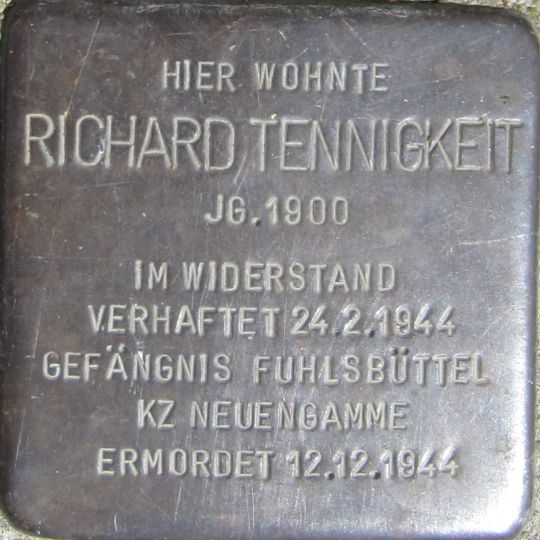 HIER WOHNTE
RICHARD TENNIGKEIT
JG.1900
IM WIDERSTAND
VERHAFTET 24.2.1944
GEFÄNGNIS FUHLSBÜTTEL
KZ NEUENGAMME
ERMORDET 12.12.1944